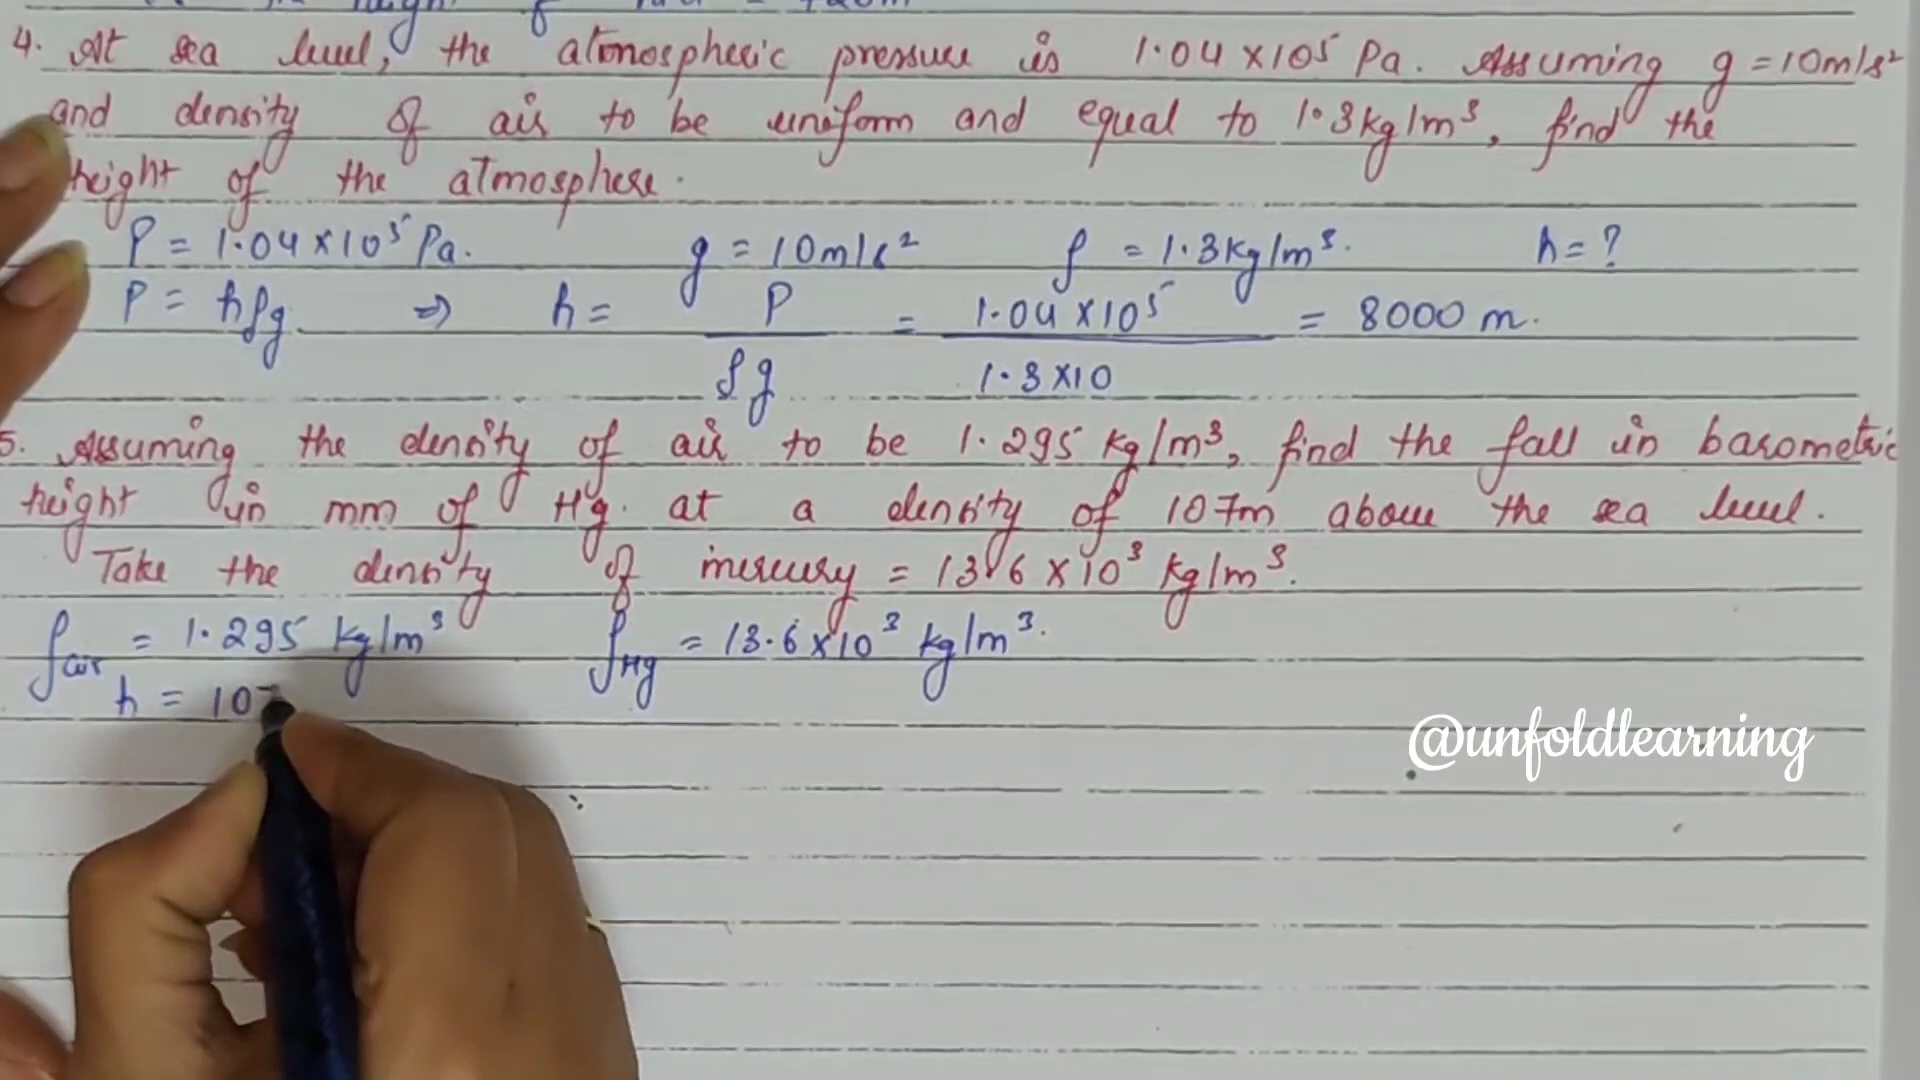 4. At sea level, the atmospheric pressure is 1.04 × 10⁵ Pa. Assuming g = 10m/s²
and density of air to be uniform and equal to 1.3 kg/m³, find the
height of the atmosphere.
P = 1.04 × 10⁵ Pa. g = 10 m/s² ρ = 1.3 kg/m³. h = ?
P = hρg ⇒ h = P/ρg = 1.04 × 10⁵/1.3 × 10 = 8000 m.
5. Assuming the density of air to be 1.295 kg/m³, find the fall in barometric
height in mm of Hg. at a density of 107m above the sea level.
Take the density of mercury = 13.6 × 10³ kg/m³.
ρair = 1.295 kg/m³ ρHg = 13.6 × 10³ kg/m³.
h = 107
@unfoldlearning